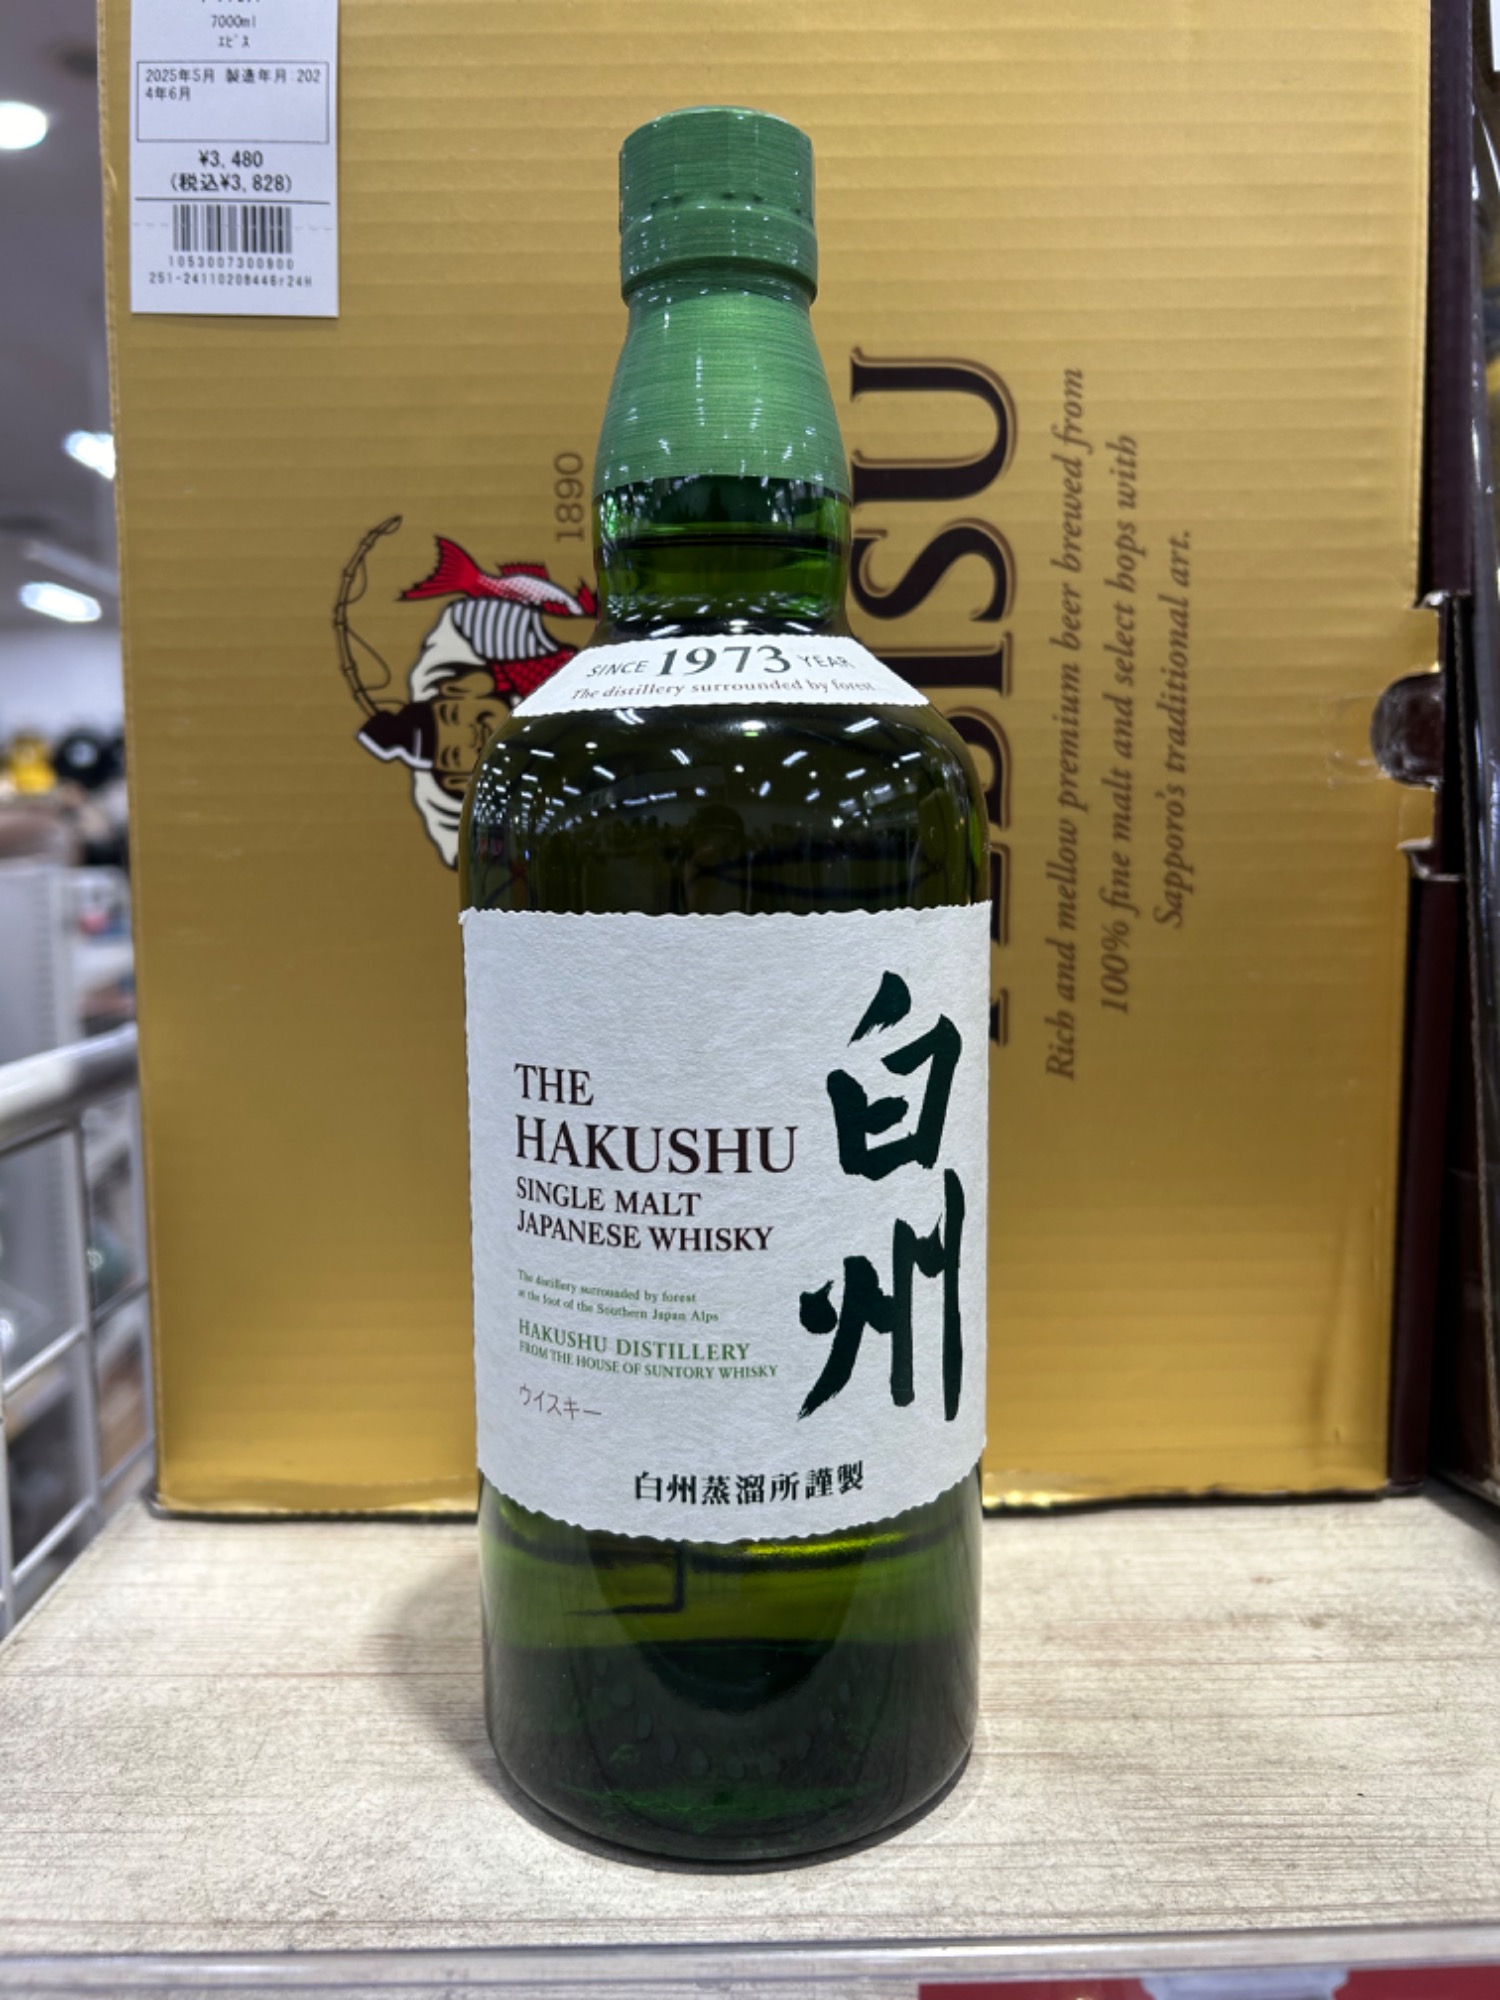 7000ml
エビス
2025年5月 製造年月:202
4年6月
¥3,480
(税込¥3,828)
1053007300900
251-24110208446r24H
1890
EBISU
Rich and mellow premium beer brewed from
100% fine malt and select hops with
Sapporo's traditional art.
SINCE 1973 YEAR
The distillery surrounded by forest
THE
HAKUSHU
SINGLE MALT
JAPANESE WHISKY
白州
The distillery surrounded by forest
at the foot of the Southern Japan Alps
HAKUSHU DISTILLERY
FROM THE HOUSE OF SUNTORY WHISKY
ウイスキー
白州蒸溜所謹製